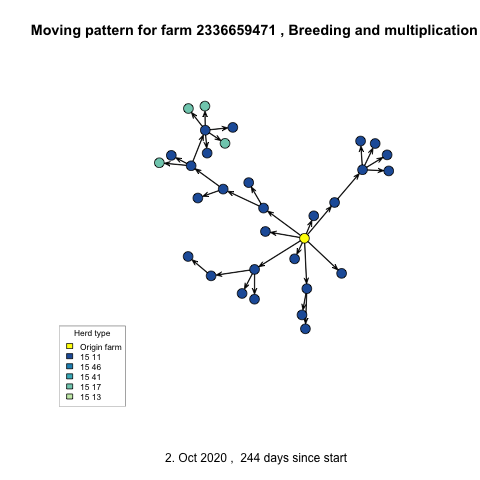 Moving pattern for farm 2336659471 , Breeding and multiplication
Herd type
Origin farm
15 11
15 46
15 41
15 17
15 13
2. Oct 2020 , 244 days since start